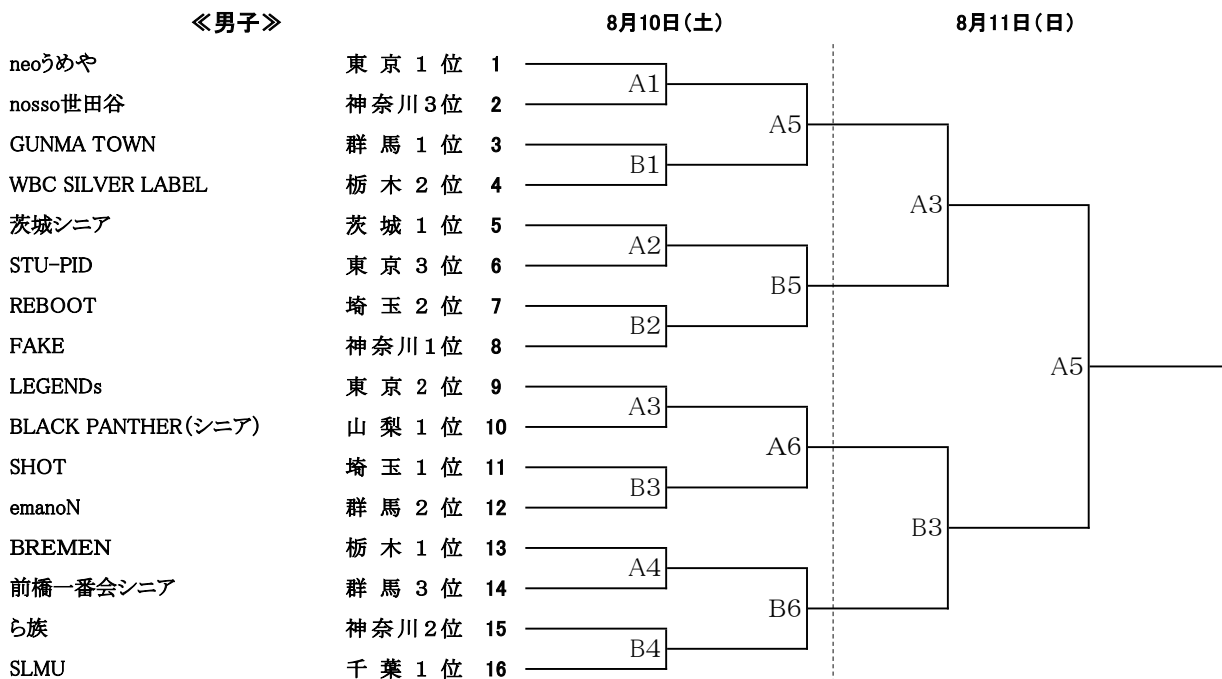 ≪男子≫ 8月10日(土) 8月11日(日)
neoうめや 東京1位 1
A1
nosso世田谷 神奈川3位 2
A5
GUNMA TOWN 群馬1位 3
B1
WBC SILVER LABEL 栃木2位 4
A3
茨城シニア 茨城1位 5
A2
STU-PID 東京3位 6
B5
REBOOT 埼玉2位 7
B2
FAKE 神奈川1位 8
A5
LEGENDs 東京2位 9
A3
BLACK PANTHER(シニア) 山梨1位 10
A6
SHOT 埼玉1位 11
B3
emanoN 群馬2位 12
B3
BREMEN 栃木1位 13
A4
前橋一番会シニア 群馬3位 14
B6
ら族 神奈川2位 15
B4
SLMU 千葉1位 16